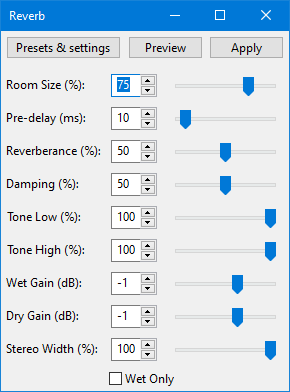 Reverb
Presets & settings Preview Apply
Room Size (%): 75
Pre-delay (ms): 10
Reverberance (%): 50
Damping (%): 50
Tone Low (%): 100
Tone High (%): 100
Wet Gain (dB): -1
Dry Gain (dB): -1
Stereo Width (%): 100
Wet Only